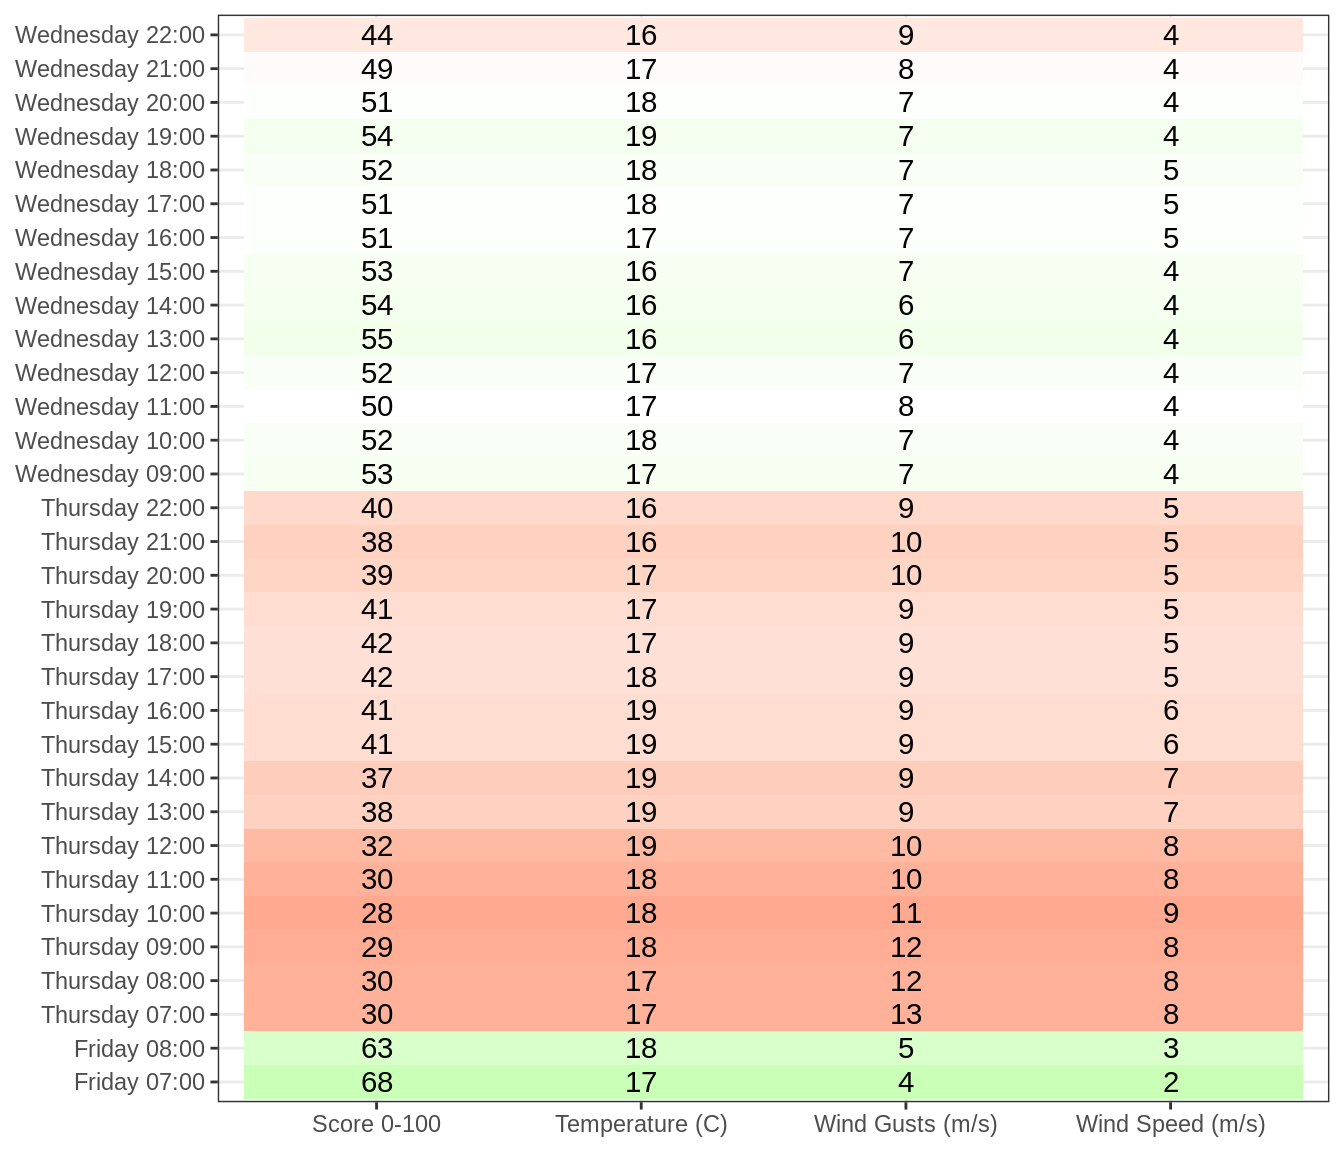 Wednesday 22:00 44 16 9 4
Wednesday 21:00 49 17 8 4
Wednesday 20:00 51 18 7 4
Wednesday 19:00 54 19 7 4
Wednesday 18:00 52 18 7 5
Wednesday 17:00 51 18 7 5
Wednesday 16:00 51 17 7 5
Wednesday 15:00 53 16 7 4
Wednesday 14:00 54 16 6 4
Wednesday 13:00 55 16 6 4
Wednesday 12:00 52 17 7 4
Wednesday 11:00 50 17 8 4
Wednesday 10:00 52 18 7 4
Wednesday 09:00 53 17 7 4
Thursday 22:00 40 16 9 5
Thursday 21:00 38 16 10 5
Thursday 20:00 39 17 10 5
Thursday 19:00 41 17 9 5
Thursday 18:00 42 17 9 5
Thursday 17:00 42 18 9 5
Thursday 16:00 41 19 9 6
Thursday 15:00 41 19 9 6
Thursday 14:00 37 19 9 7
Thursday 13:00 38 19 9 7
Thursday 12:00 32 19 10 8
Thursday 11:00 30 18 10 8
Thursday 10:00 28 18 11 9
Thursday 09:00 29 18 12 8
Thursday 08:00 30 17 12 8
Thursday 07:00 30 17 13 8
Friday 08:00 63 18 5 3
Friday 07:00 68 17 4 2
Score 0-100 Temperature (C) Wind Gusts (m/s) Wind Speed (m/s)